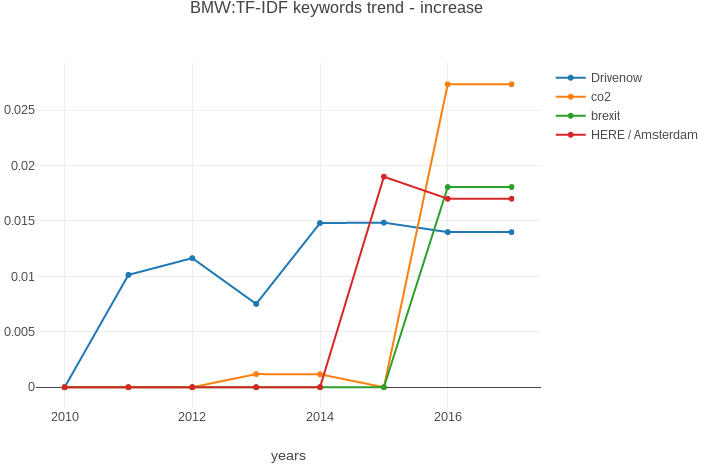 BMW:TF-IDF keywords trend - increase
Drivenow
co2
brexit
HERE / Amsterdam
0.025
0.02
0.015
0.01
0.005
0
2010 2012 2014 2016
years